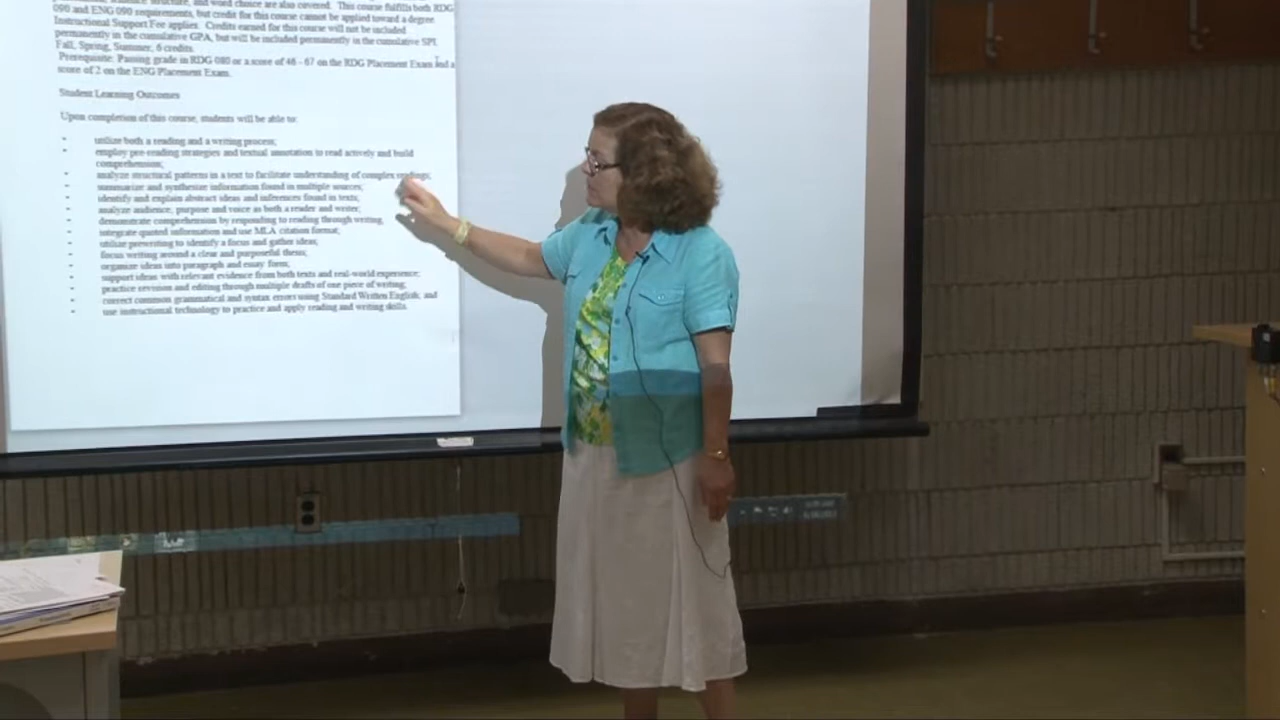 structure, and word choice are also covered. This course fulfills both RDG
090 and ENG 090 requirements, but credit for this course cannot be applied toward a degree.
Instructional Support Fee applies. Credits earned for this course will not be included
permanently in the cumulative GPA, but will be included permanently in the cumulative SPI.
Fall, Spring, Summer, 6 credits.
Prerequisite: Passing grade in RDG 080 or a score of 46 - 67 on the RDG Placement Exam and a
score of 2 on the ENG Placement Exam.
Student Learning Outcomes
Upon completion of this course, students will be able to:
• utilize both a reading and a writing process;
• employ pre-reading strategies and textual annotation to read actively and build
comprehension;
• analyze structural patterns in a text to facilitate understanding of complex readings;
• summarize and synthesize information found in multiple sources;
• identify and explain abstract ideas and inferences found in texts;
• analyze audience, purpose and voice as both a reader and writer;
• demonstrate comprehension by responding to reading through writing;
• integrate quoted information and use MLA citation format;
• utilize prewriting to identify a focus and gather ideas;
• focus writing around a clear and purposeful thesis;
• organize ideas into paragraph and essay form;
• support ideas with relevant evidence from both texts and real-world experience;
• practice revision and editing through multiple drafts of one piece of writing;
• correct common grammatical and syntax errors using Standard Written English; and
• use instructional technology to practice and apply reading and writing skills.